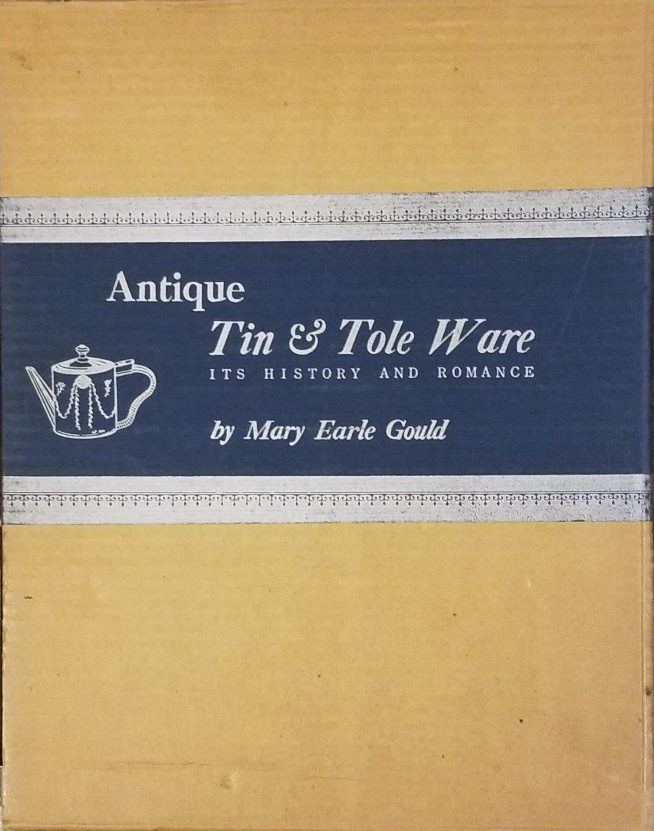 Antique
Tin & Tole Ware
ITS HISTORY AND ROMANCE
by Mary Earle Gould